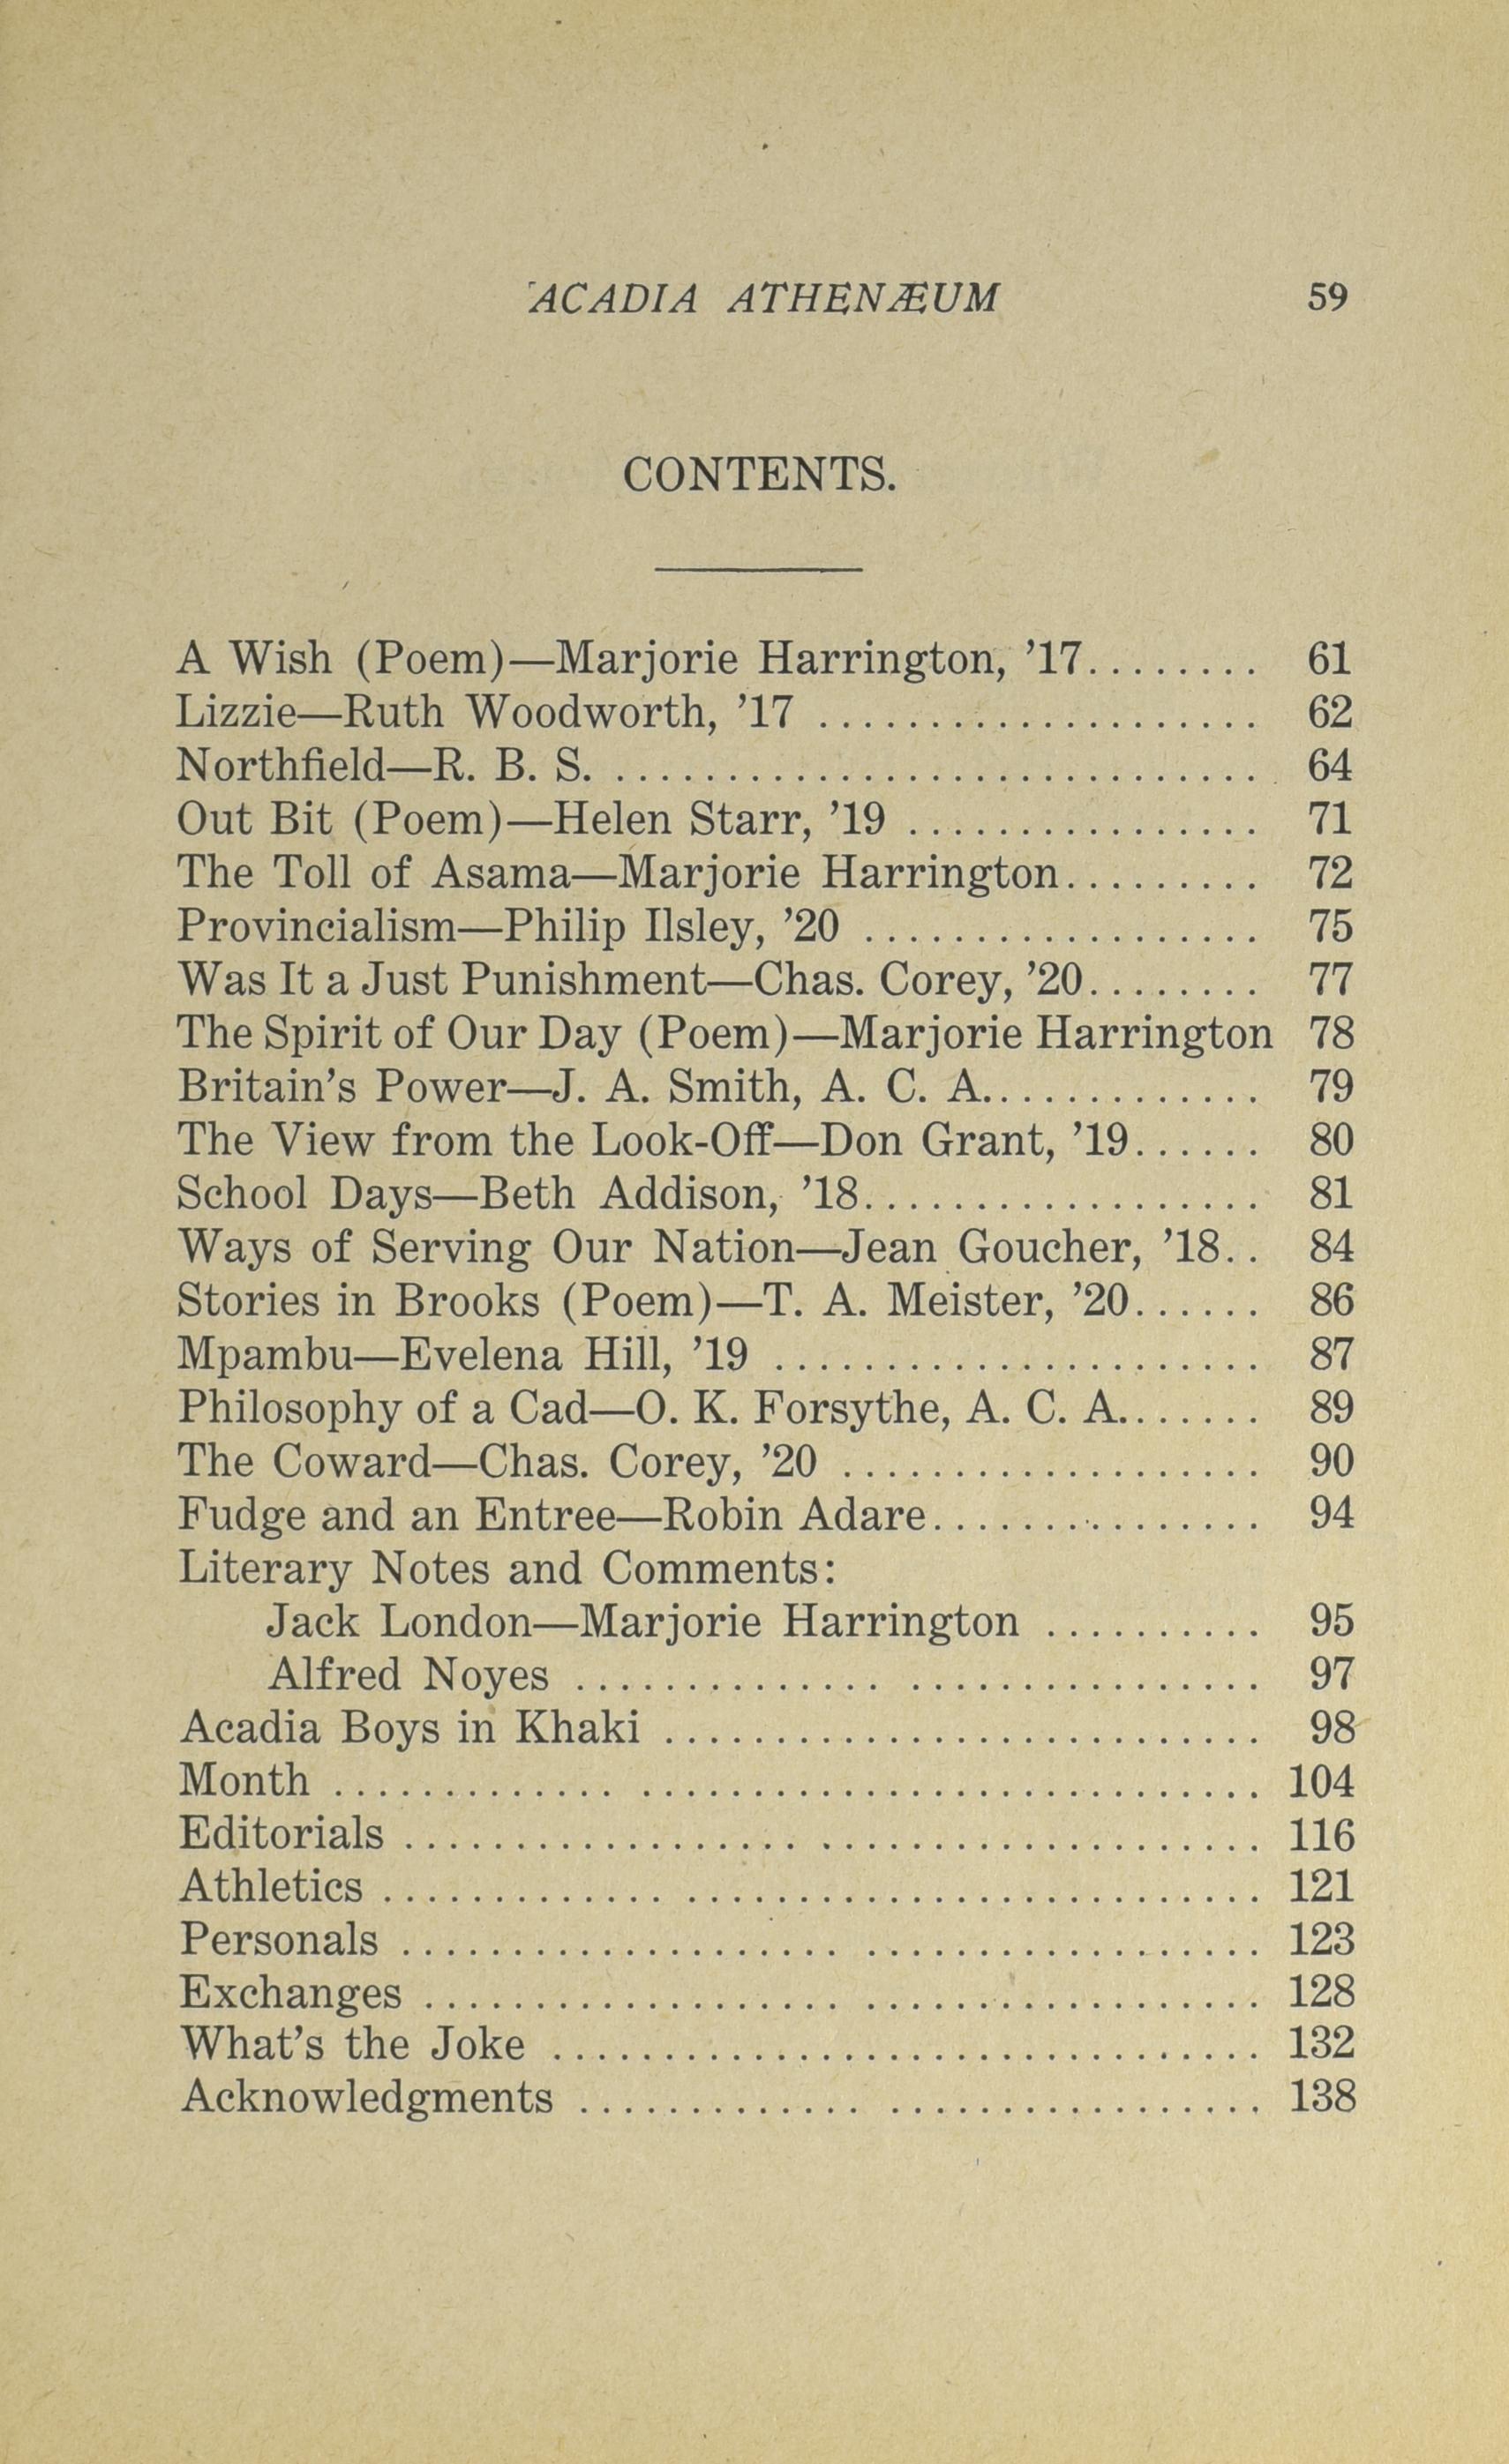 ACADIA ATHENÆUM 59
CONTENTS.
A Wish (Poem)—Marjorie Harrington, ’17........ 61
Lizzie—Ruth Woodworth, ’17 .................... 62
Northfield—R. B. S. .............................. 64
Out Bit (Poem)—Helen Starr, ’19 ................ 71
The Toll of Asama—Marjorie Harrington......... 72
Provincialism—Philip Ilsley, ’20 .................. 75
Was It a Just Punishment—Chas. Corey, ’20........ 77
The Spirit of Our Day (Poem)—Marjorie Harrington 78
Britain’s Power—J. A. Smith, A. C. A............. 79
The View from the Look-Off—Don Grant, ’19...... 80
School Days—Beth Addison, ’18.................. 81
Ways of Serving Our Nation—Jean Goucher, ’18.. 84
Stories in Brooks (Poem)—T. A. Meister, ’20...... 86
Mpambu—Evelena Hill, ’19 ...................... 87
Philosophy of a Cad—O. K. Forsythe, A. C. A....... 89
The Coward—Chas. Corey, ’20 ................... 90
Fudge and an Entree—Robin Adare............... 94
Literary Notes and Comments:
Jack London—Marjorie Harrington .......... 95
Alfred Noyes .............. ................ 97
Acadia Boys in Khaki ........................... 98
Month ............. ............................ 104
Editorials .................. .................... 116
Athletics .............. .......................... 121
Personals .................... .................. 123
Exchanges ................... .................. 128
What’s the Joke ................................ 132
Acknowledgments ............. ................. 138